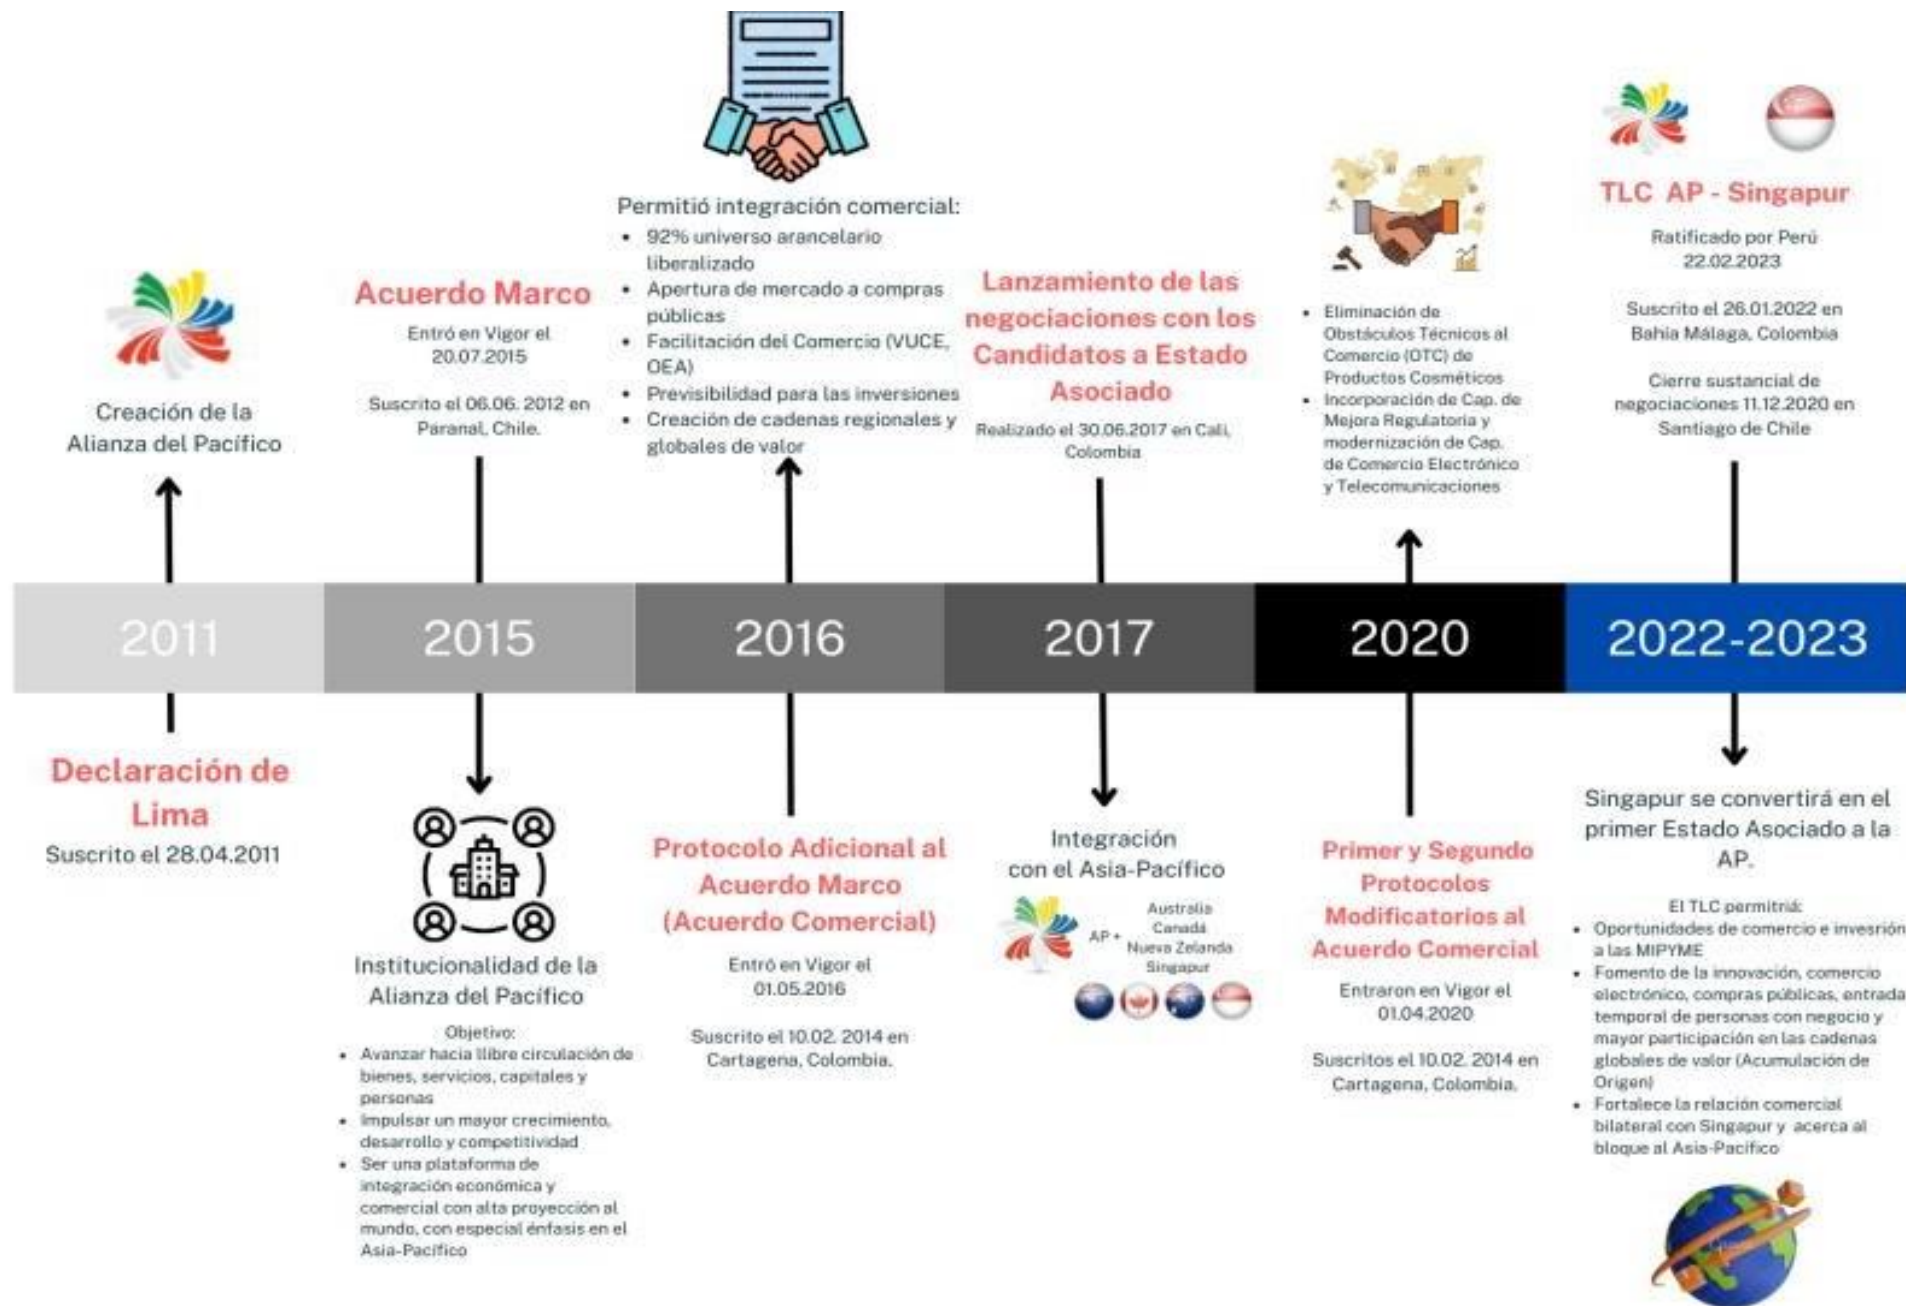 Creación de la
Alianza del Pacífico
2011
Declaración de
Lima
Suscrito el 28.04.2011
Acuerdo Marco
Entró en Vigor el
20.07.2015
Suscrito el 06.06. 2012 en
Paranal, Chile.
2015
Institucionalidad de la
Alianza del Pacífico
Objetivo:
• Avanzar hacia llibre circulación de
bienes, servicios, capitales y
personas
• Impulsar un mayor crecimiento,
desarrollo y competitividad
• Ser una plataforma de
integración económica y
comercial con alta proyección al
mundo, con especial énfasis en el
Asia-Pacífico
Permitió integración comercial:
• 92% universo arancelario
liberalizado
• Apertura de mercado a compras
públicas
• Facilitación del Comercio (VUCE,
OEA)
• Previsibilidad para las inversiones
• Creación de cadenas regionales y
globales de valor
2016
Protocolo Adicional al
Acuerdo Marco
(Acuerdo Comercial)
Entró en Vigor el
01.05.2016
Suscrito el 10.02. 2014 en
Cartagena, Colombia.
Lanzamiento de las
negociaciones con los
Candidatos a Estado
Asociado
Realizado el 30.06.2017 en Cali,
Colombia
2017
Integración
con el Asia-Pacífico
AP +
Australia
Canadá
Nueva Zelanda
Singapur
• Eliminación de
Obstáculos Técnicos al
Comercio (OTC) de
Productos Cosméticos
• Incorporación de Cap. de
Mejora Regulatoria y
modernización de Cap.
de Comercio Electrónico
y Telecomunicaciones
2020
Primer y Segundo
Protocolos
Modificatorios al
Acuerdo Comercial
Entraron en Vigor el
01.04.2020
Suscritos el 10.02. 2014 en
Cartagena, Colombia.
TLC AP - Singapur
Ratificado por Perú
22.02.2023
Suscrito el 26.01.2022 en
Bahía Málaga, Colombia
Cierre sustancial de
negociaciones 11.12.2020 en
Santiago de Chile
2022-2023
Singapur se convertirá en el
primer Estado Asociado a la
AP.
El TLC permitriá:
• Oportunidades de comercio e invesrión
a las MIPYME
• Fomento de la innovación, comercio
electrónico, compras públicas, entrada
temporal de personas con negocio y
mayor participación en las cadenas
globales de valor (Acumulación de
Origen)
• Fortalece la relación comercial
bilateral con Singapur y acerca al
bloque al Asia-Pacífico